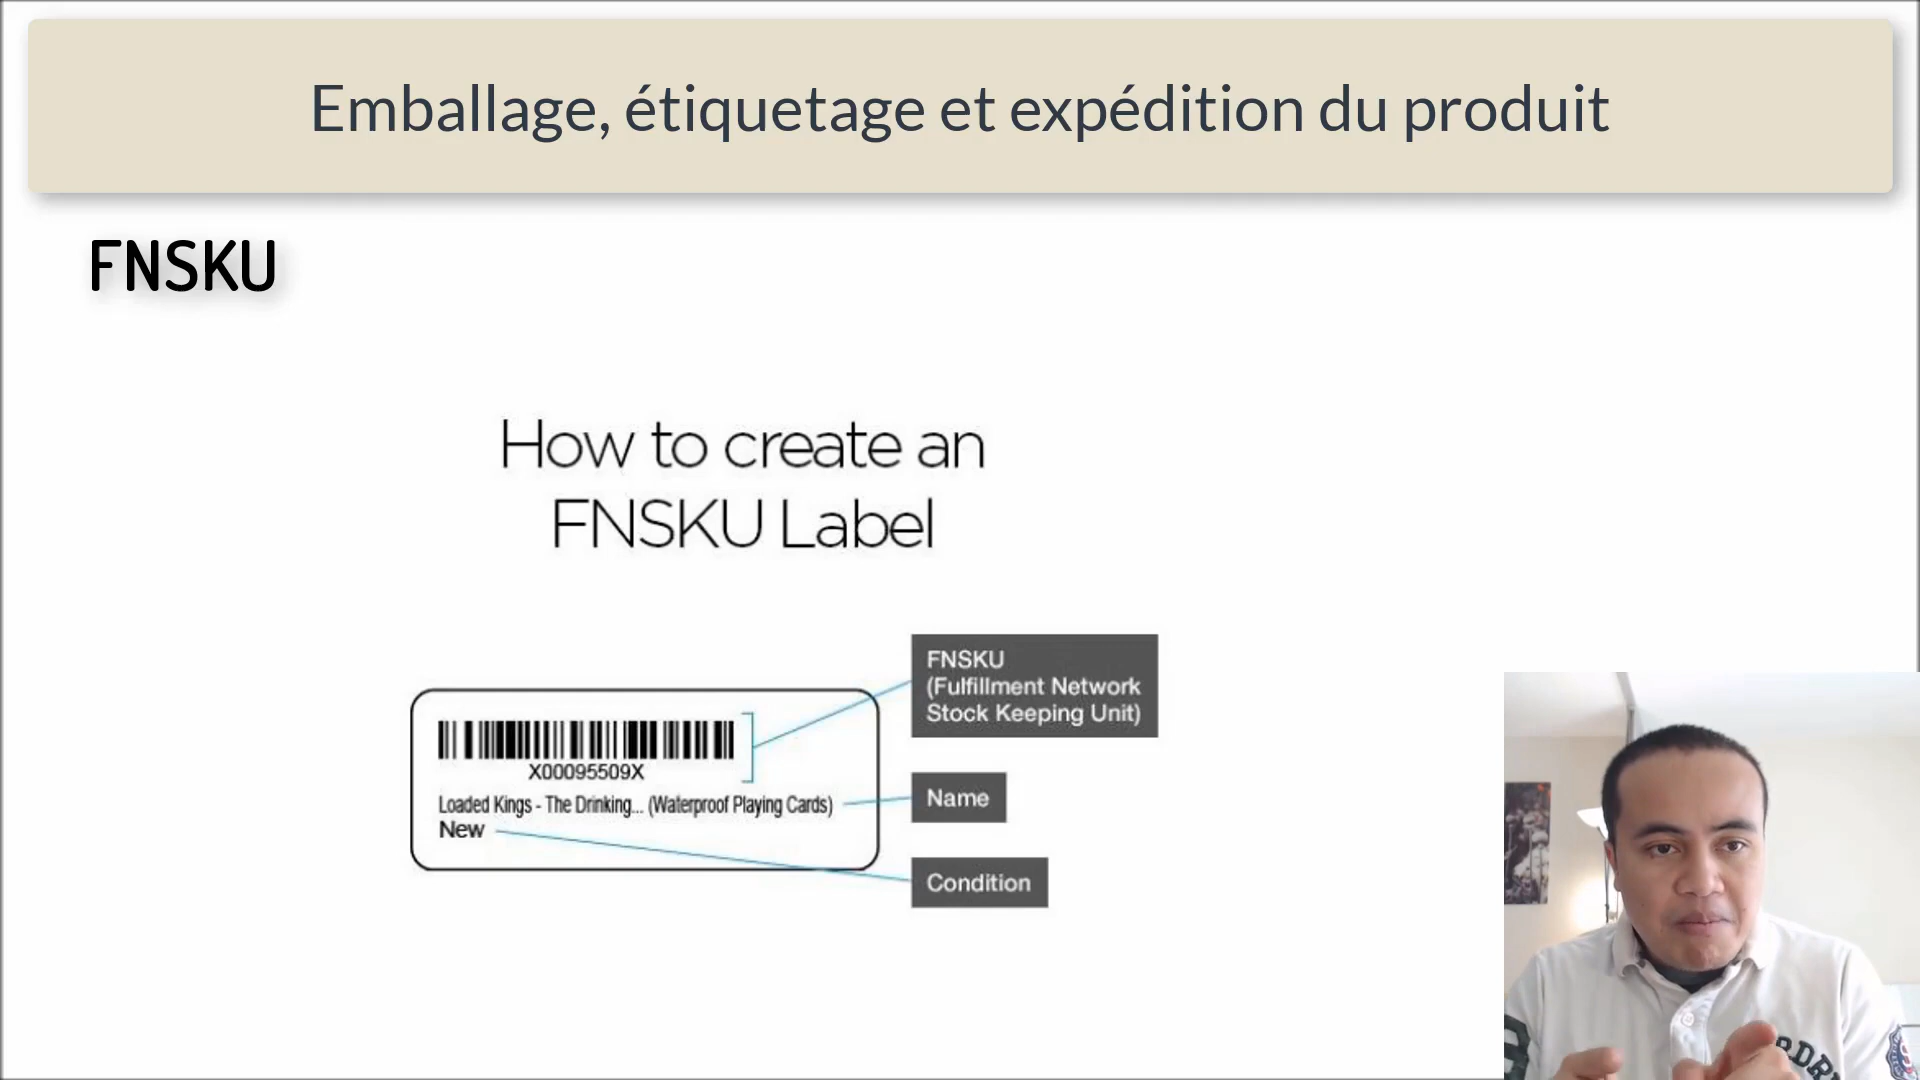 Emballage, étiquetage et expédition du produit
FNSKU
How to create an
FNSKU Label
FNSKU
(Fulfillment Network
Stock Keeping Unit)
X00095509X
Loaded Kings - The Drinking... (Waterproof Playing Cards)
Name
New
Condition